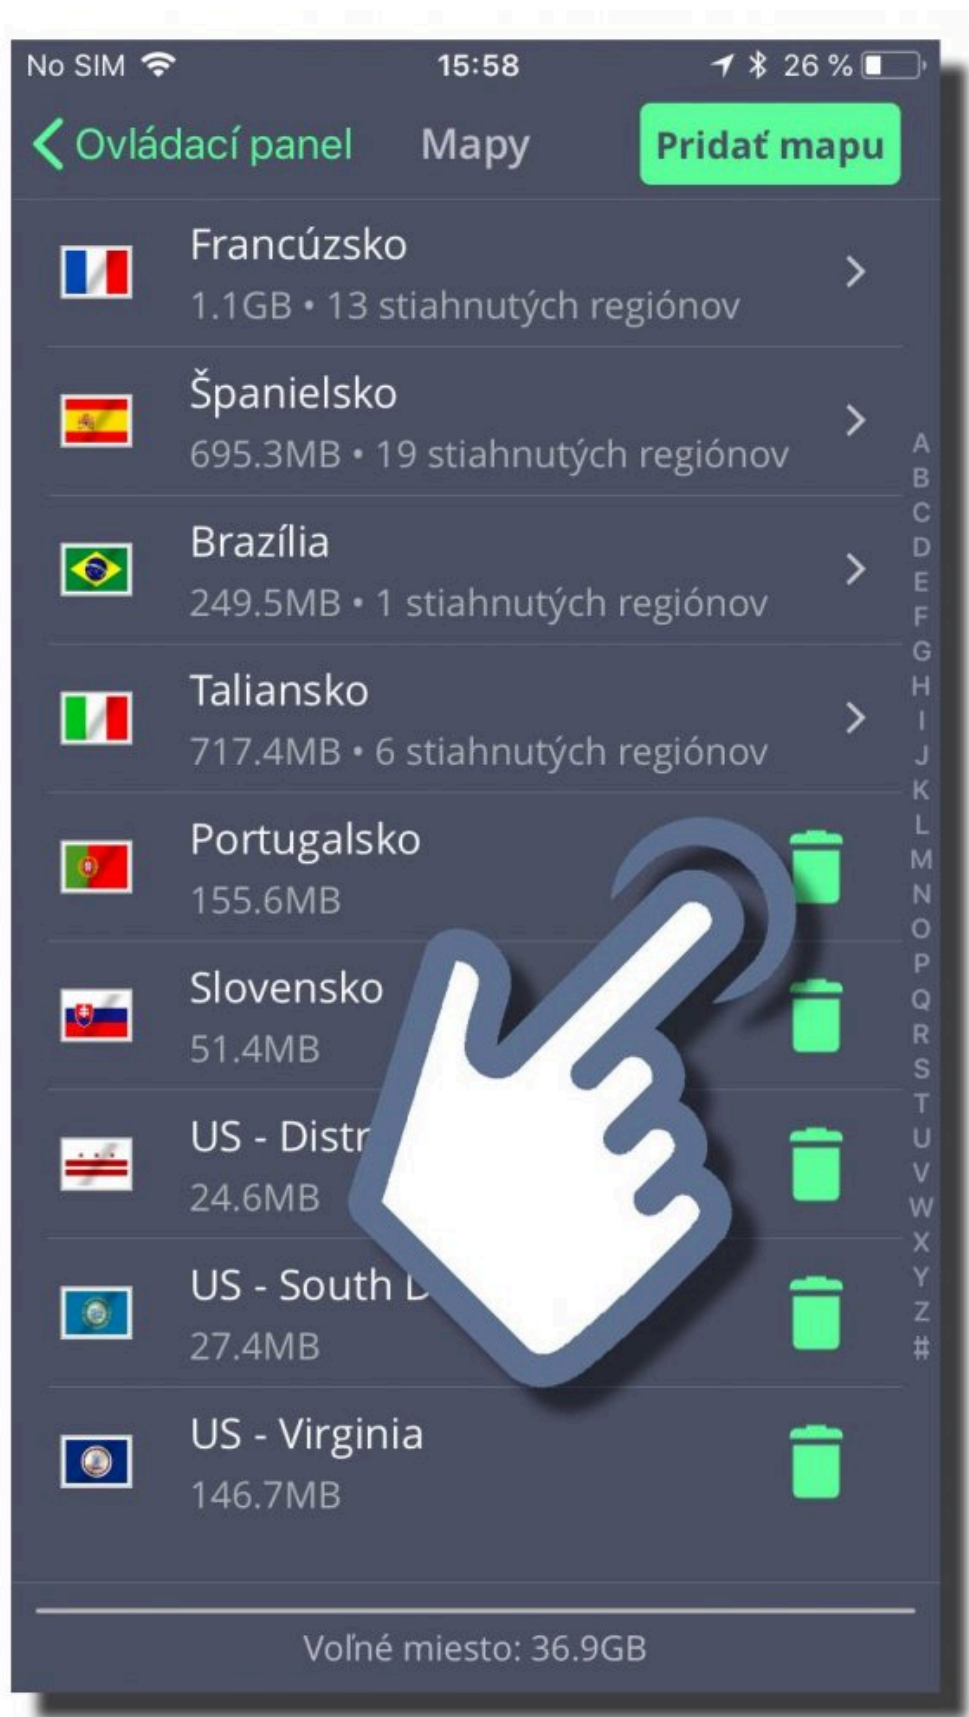 No SIM 15:58 26 %
Ovládací panel Mapy Pridať mapu
Francúzsko
1.1GB • 13 stiahnutých regiónov
Španielsko
695.3MB • 19 stiahnutých regiónov
Brazília
249.5MB • 1 stiahnutých regiónov
Taliansko
717.4MB • 6 stiahnutých regiónov
Portugalsko
155.6MB
Slovensko
51.4MB
US - Distr
24.6MB
US - South
27.4MB
US - Virginia
146.7MB
A
B
C
D
E
F
G
H
I
J
K
L
M
N
O
P
Q
R
S
T
U
V
W
X
Y
Z
#
Voľné miesto: 36.9GB